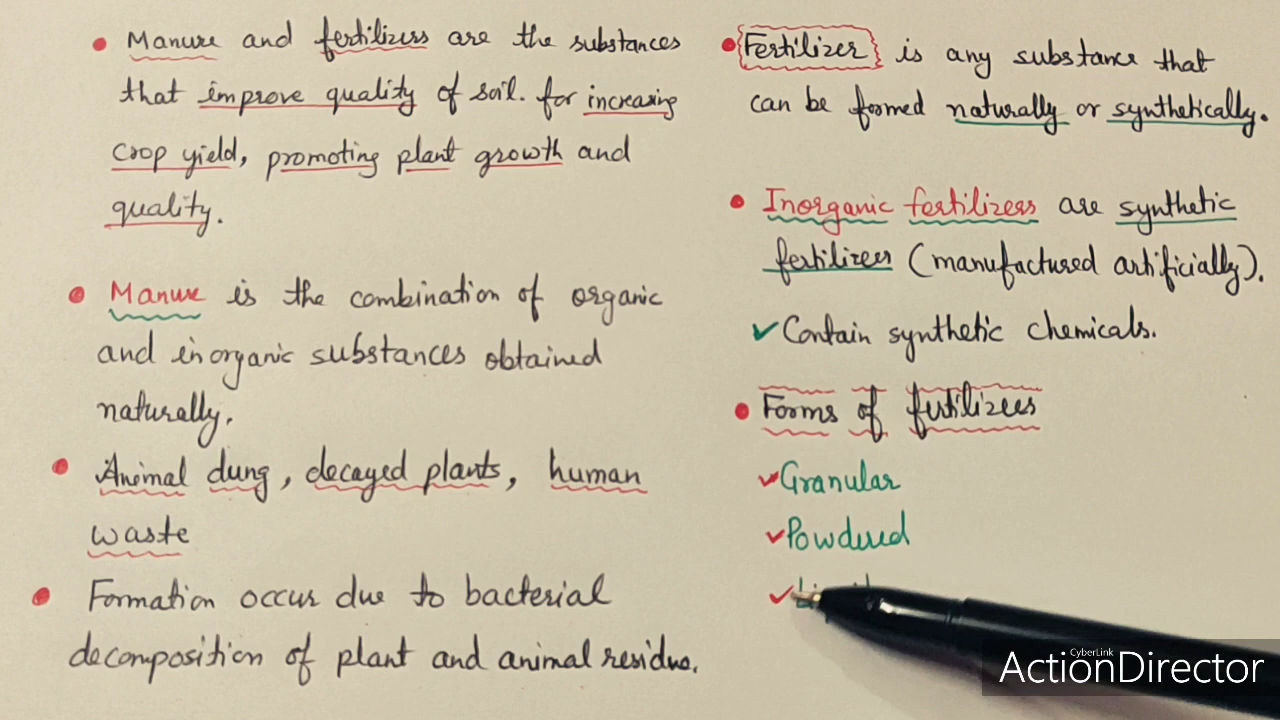 Manure and fertilizers are the substances
that improve quality of soil. for increasing
crop yield, promoting plant growth and
quality.
Manure is the combination of organic
and inorganic substances obtained
naturally.
Animal dung, decayed plants, human
waste
Formation occur due to bacterial
decomposition of plant and animal residue.
Fertilizer is any substance that
can be formed naturally or synthetically.
Inorganic fertilizers are synthetic
fertilizers (manufactured artificially).
Contain synthetic chemicals.
Forms of fertilizers
Granular
Powdered
CyberLink
ActionDirector